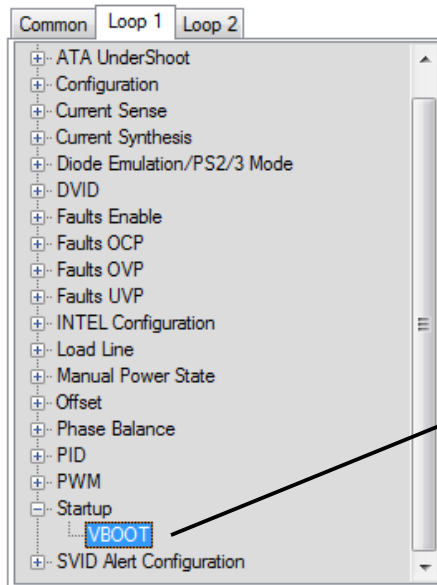 Common Loop 1 Loop 2
ATA UnderShoot
Configuration
Current Sense
Current Synthesis
Diode Emulation/PS2/3 Mode
DVID
Faults Enable
Faults OCP
Faults OVP
Faults UVP
INTEL Configuration
Load Line
Manual Power State
Offset
Phase Balance
PID
PWM
Startup
VBOOT
SVID Alert Configuration